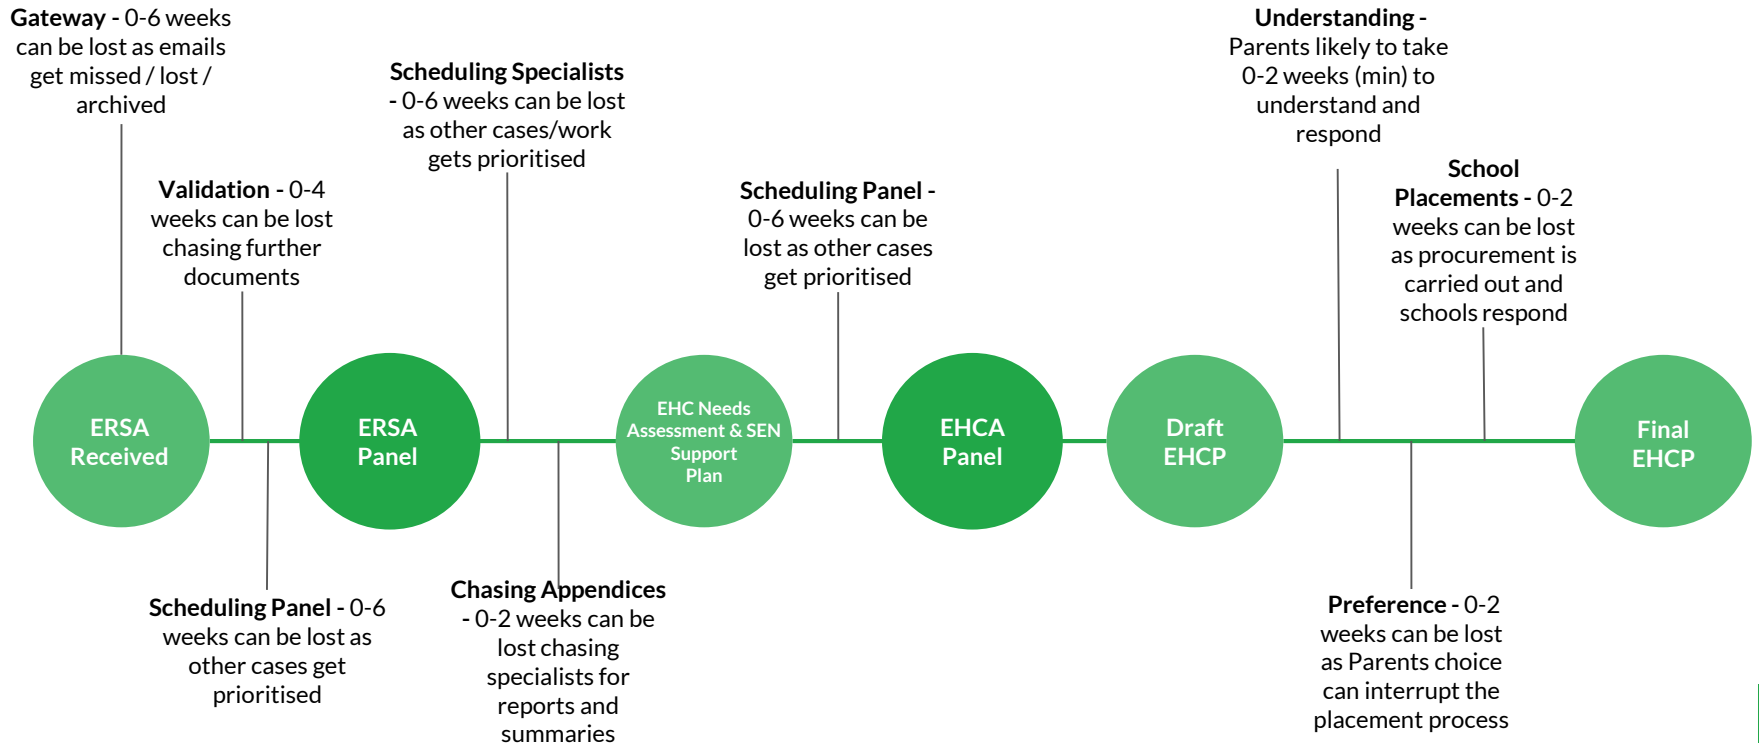 Gateway - 0-6 weeks
can be lost as emails
get missed / lost /
archived
Validation - 0-4
weeks can be lost
chasing further
documents
Scheduling Specialists
- 0-6 weeks can be lost
as other cases/work
gets prioritised
Scheduling Panel -
0-6 weeks can be
lost as other cases
get prioritised
Understanding -
Parents likely to take
0-2 weeks (min) to
understand and
respond
School
Placements - 0-2
weeks can be lost
as procurement is
carried out and
schools respond
ERSA
Received
ERSA
Panel
EHC Needs
Assessment & SEN
Support
Plan
EHCA
Panel
Draft
EHCP
Final
EHCP
Scheduling Panel - 0-6
weeks can be lost as
other cases get
prioritised
Chasing Appendices
- 0-2 weeks can be
lost chasing
specialists for
reports and
summaries
Preference - 0-2
weeks can be lost
as Parents choice
can interrupt the
placement process